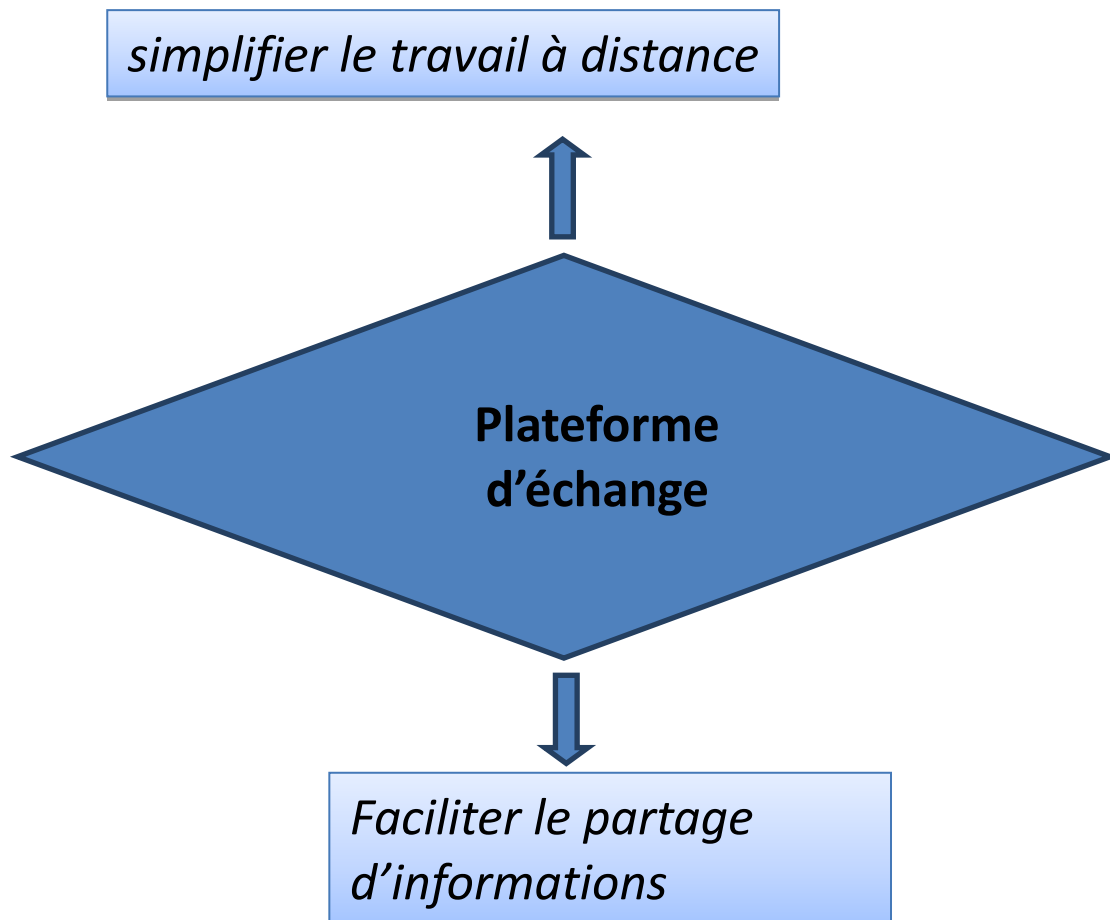 simplifier le travail à distance
Plateforme
d’échange
Faciliter le partage
d’informations